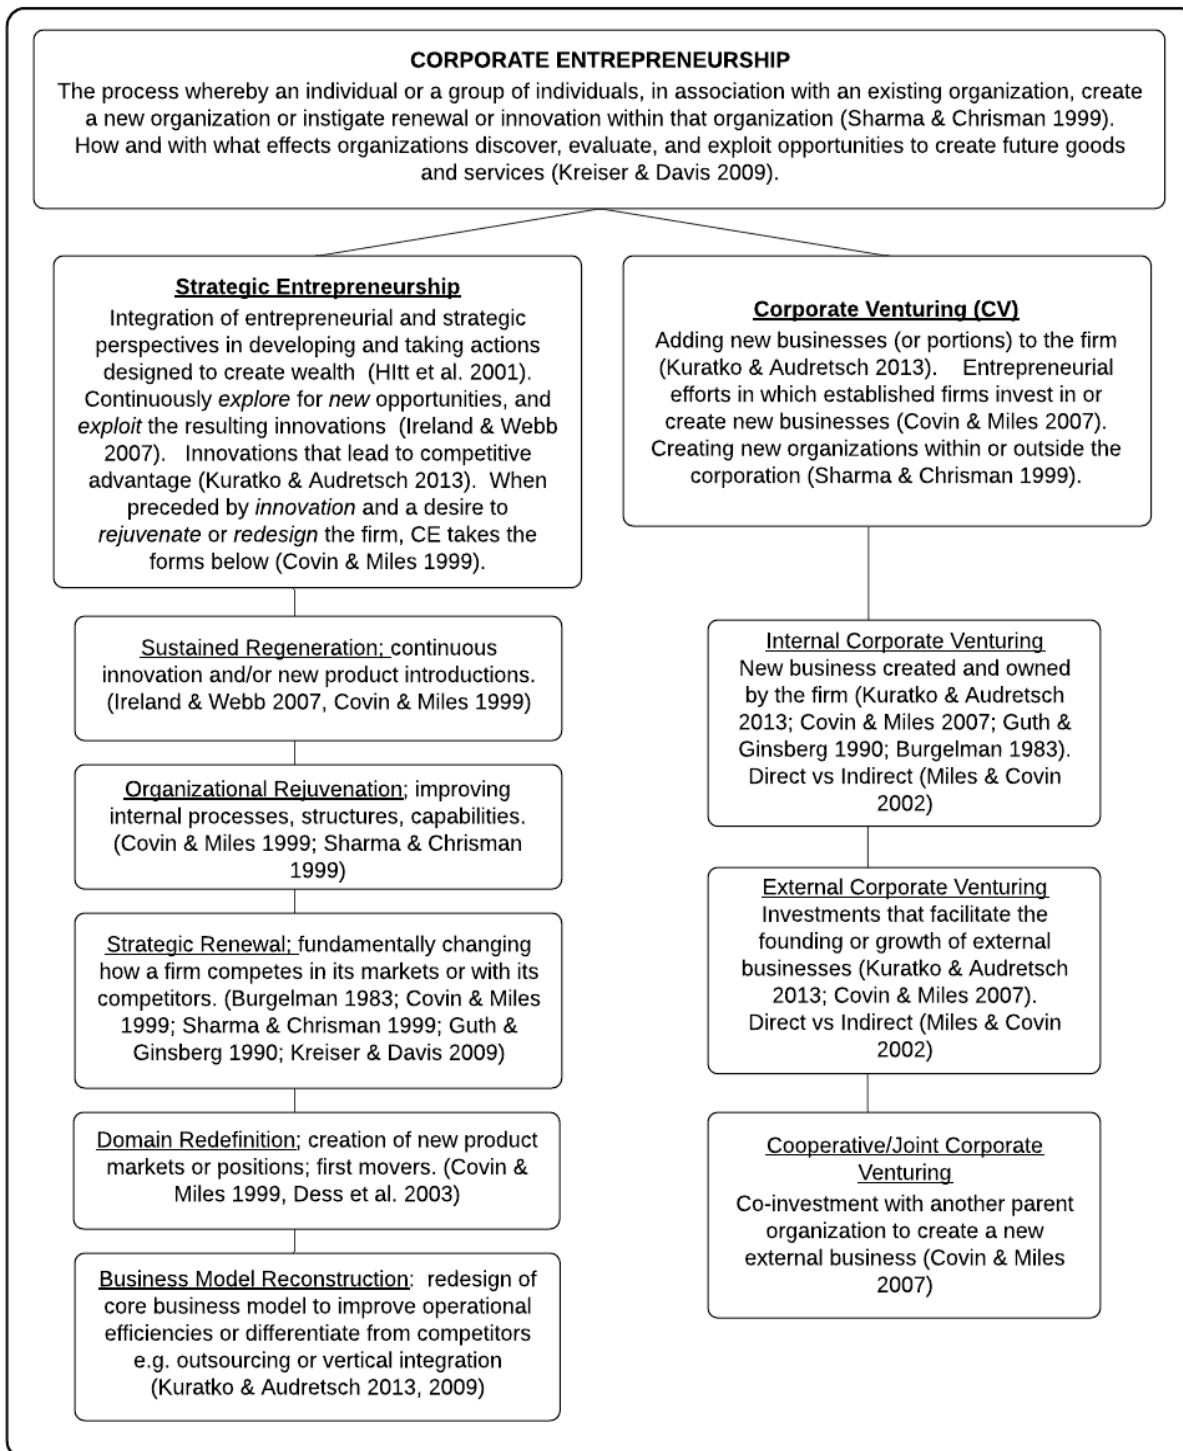 CORPORATE ENTREPRENEURSHIP
The process whereby an individual or a group of individuals, in association with an existing organization, create
a new organization or instigate renewal or innovation within that organization (Sharma & Chrisman 1999).
How and with what effects organizations discover, evaluate, and exploit opportunities to create future goods
and services (Kreiser & Davis 2009).
Strategic Entrepreneurship
Integration of entrepreneurial and strategic
perspectives in developing and taking actions
designed to create wealth (HItt et al. 2001).
Continuously explore for new opportunities, and
exploit the resulting innovations (Ireland & Webb
2007). Innovations that lead to competitive
advantage (Kuratko & Audretsch 2013). When
preceded by innovation and a desire to
rejuvenate or redesign the firm, CE takes the
forms below (Covin & Miles 1999).
Sustained Regeneration; continuous
innovation and/or new product introductions.
(Ireland & Webb 2007, Covin & Miles 1999)
Organizational Rejuvenation; improving
internal processes, structures, capabilities.
(Covin & Miles 1999; Sharma & Chrisman
1999)
Strategic Renewal; fundamentally changing
how a firm competes in its markets or with its
competitors. (Burgelman 1983; Covin & Miles
1999; Sharma & Chrisman 1999; Guth &
Ginsberg 1990; Kreiser & Davis 2009)
Domain Redefinition; creation of new product
markets or positions; first movers. (Covin &
Miles 1999, Dess et al. 2003)
Business Model Reconstruction: redesign of
core business model to improve operational
efficiencies or differentiate from competitors
e.g. outsourcing or vertical integration
(Kuratko & Audretsch 2013, 2009)
Corporate Venturing (CV)
Adding new businesses (or portions) to the firm
(Kuratko & Audretsch 2013). Entrepreneurial
efforts in which established firms invest in or
create new businesses (Covin & Miles 2007).
Creating new organizations within or outside the
corporation (Sharma & Chrisman 1999).
Internal Corporate Venturing
New business created and owned
by the firm (Kuratko & Audretsch
2013; Covin & Miles 2007; Guth &
Ginsberg 1990; Burgelman 1983).
Direct vs Indirect (Miles & Covin
2002)
External Corporate Venturing
Investments that facilitate the
founding or growth of external
businesses (Kuratko & Audretsch
2013; Covin & Miles 2007).
Direct vs Indirect (Miles & Covin
2002)
Cooperative/Joint Corporate
Venturing
Co-investment with another parent
organization to create a new
external business (Covin & Miles
2007)